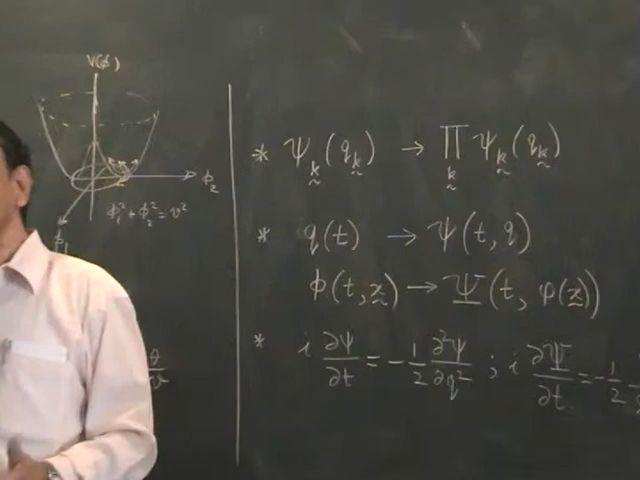 V(ϕ)
ϕ₂
ϕ₁² + ϕ₂² = v²
ϕ₁
θ/v
* ψ_k(q_k) → ∏_k ψ_k(q_k)
* q(t) → ψ(t, q)
ϕ(t, x) → Ψ(t, φ(x))
* i ∂ψ/∂t = -1/2 ∂²ψ/∂q² ; i ∂Ψ/∂t = -1/2